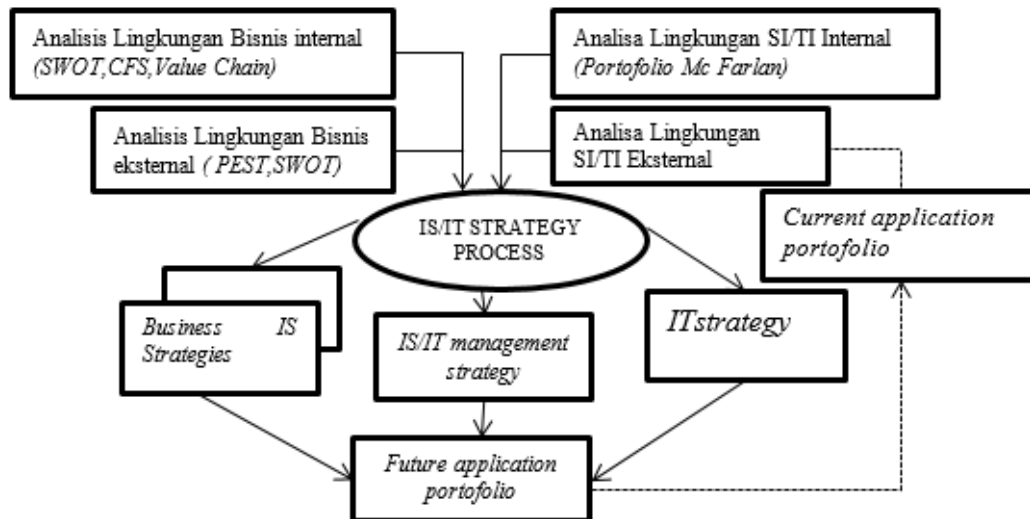 Analisis Lingkungan Bisnis internal
(SWOT,CFS,Value Chain)
Analisa Lingkungan SI/TI Internal
(Portofolio Mc Farlan)
Analisis Lingkungan Bisnis
eksternal ( PEST,SWOT)
Analisa Lingkungan
SI/TI Eksternal
Current application
portofolio
IS/IT STRATEGY
PROCESS
Business IS
Strategies
IS/IT management
strategy
ITstrategy
Future application
portofolio